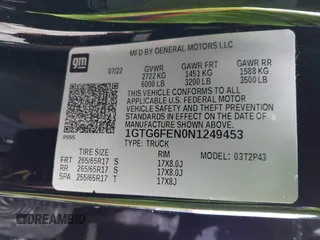 gm
MFD BY GENERAL MOTORS LLC
07/22 GVWR GAWR FRT GAWR RR
2722 KG 1451 KG 1588 KG
6000 LB 3200 LB 3500 LB
THIS VEHICLE CONFORMS TO ALL APPLICABLE
U.S. FEDERAL MOTOR
VEHICLE SAFETY AND THEFT PREVENTION
STANDARDS IN EFFECT ON THE DATE OF
MANUFACTURE SHOWN ABOVE.
1GTG6FEN0N1249453
TYPE: TRUCK
MODEL: 03T2P43
TIRE SIZE RIM
FRT 265/65R17 S 17X8.0J
RR 265/65R17 S 17X8.0J
SPA 255/65R17 T 17X8J
DREAMBID